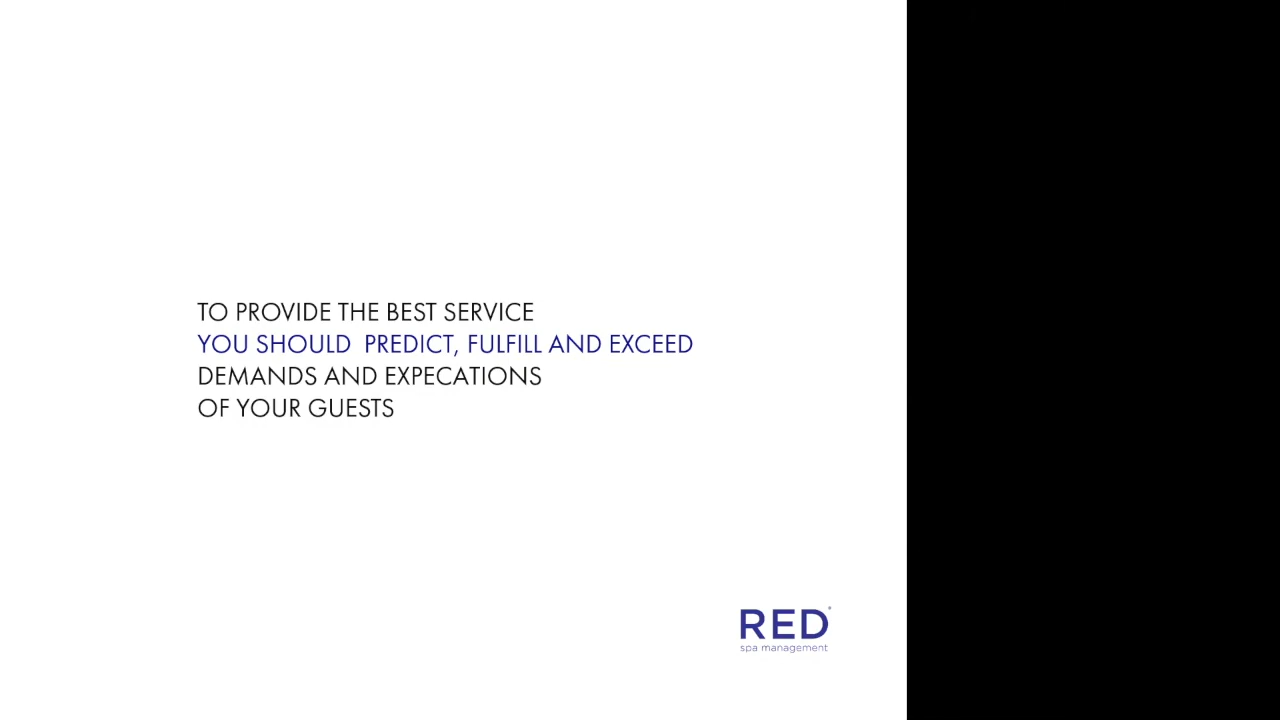 TO PROVIDE THE BEST SERVICE
YOU SHOULD  PREDICT, FULFILL AND EXCEED
DEMANDS AND EXPECATIONS
OF YOUR GUESTS
RED
spa management